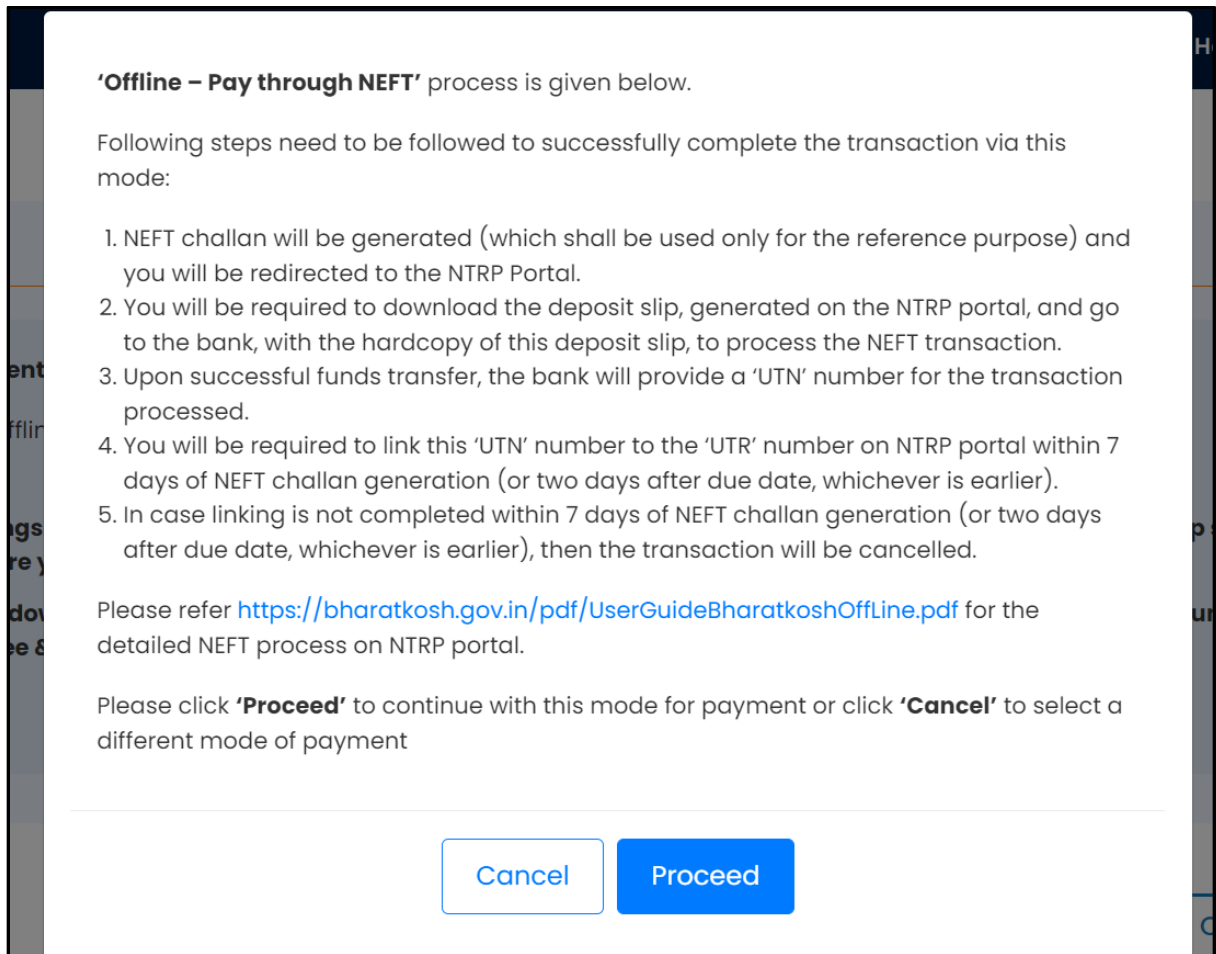 ‘Offline – Pay through NEFT’ process is given below.
Following steps need to be followed to successfully complete the transaction via this
mode:
1. NEFT challan will be generated (which shall be used only for the reference purpose) and
you will be redirected to the NTRP Portal.
2. You will be required to download the deposit slip, generated on the NTRP portal, and go
to the bank, with the hardcopy of this deposit slip, to process the NEFT transaction.
3. Upon successful funds transfer, the bank will provide a ‘UTN’ number for the transaction
processed.
4. You will be required to link this ‘UTN’ number to the ‘UTR’ number on NTRP portal within 7
days of NEFT challan generation (or two days after due date, whichever is earlier).
5. In case linking is not completed within 7 days of NEFT challan generation (or two days
after due date, whichever is earlier), then the transaction will be cancelled.
Please refer https://bharatkosh.gov.in/pdf/UserGuideBharatkoshOffLine.pdf for the
detailed NEFT process on NTRP portal.
Please click ‘Proceed’ to continue with this mode for payment or click ‘Cancel’ to select a
different mode of payment
Cancel Proceed